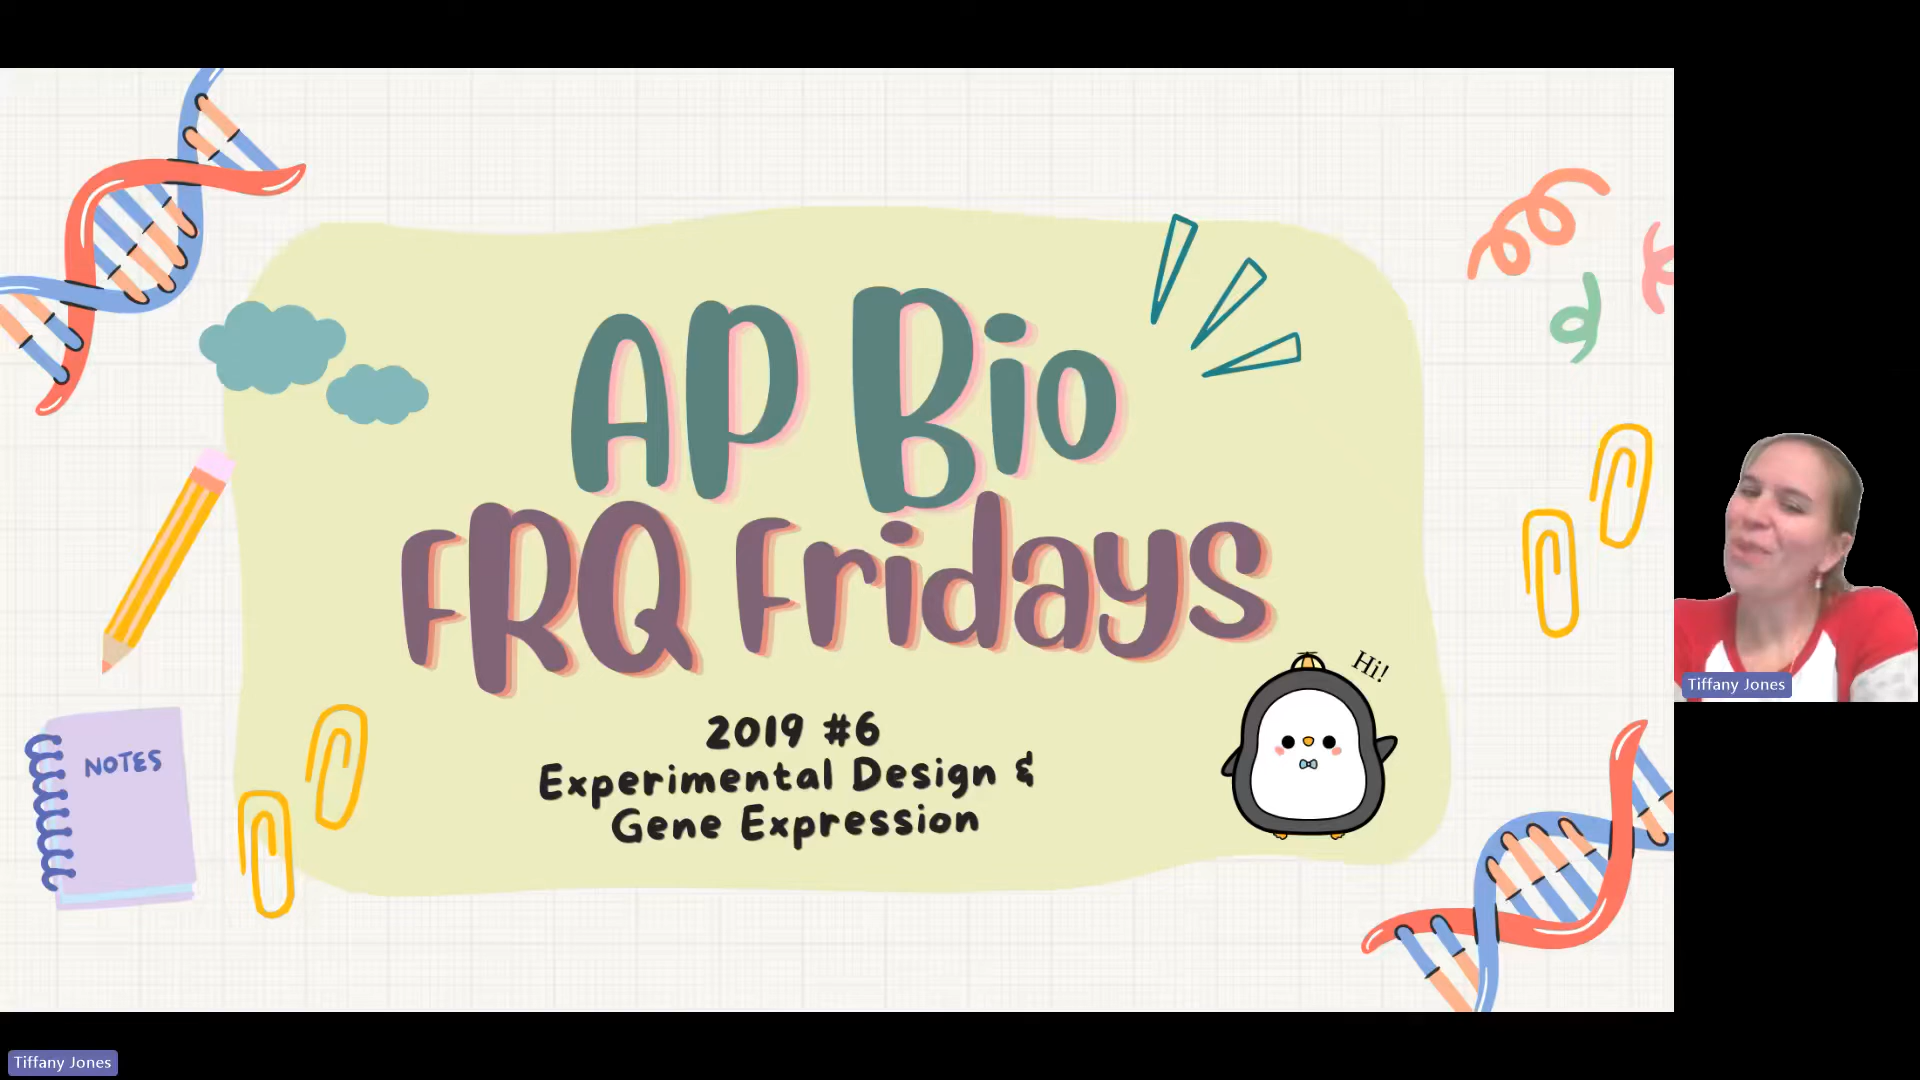 AP Bio
FRQ Fridays
Hi!
2019 #6
Experimental Design &
Gene Expression
NOTES
Tiffany Jones
Tiffany Jones